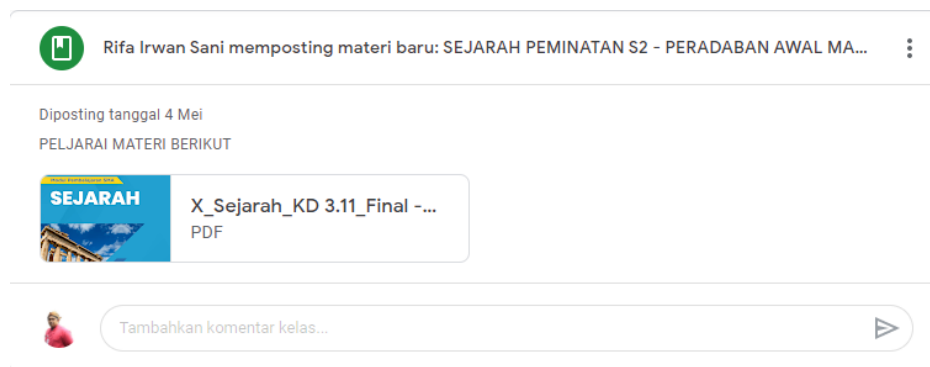 Rifa Irwan Sani memposting materi baru: SEJARAH PEMINATAN S2 - PERADABAN AWAL MA...
Diposting tanggal 4 Mei
PELJARAI MATERI BERIKUT
SEJARAH
X_Sejarah_KD 3.11_Final -...
PDF
Tambahkan komentar kelas...